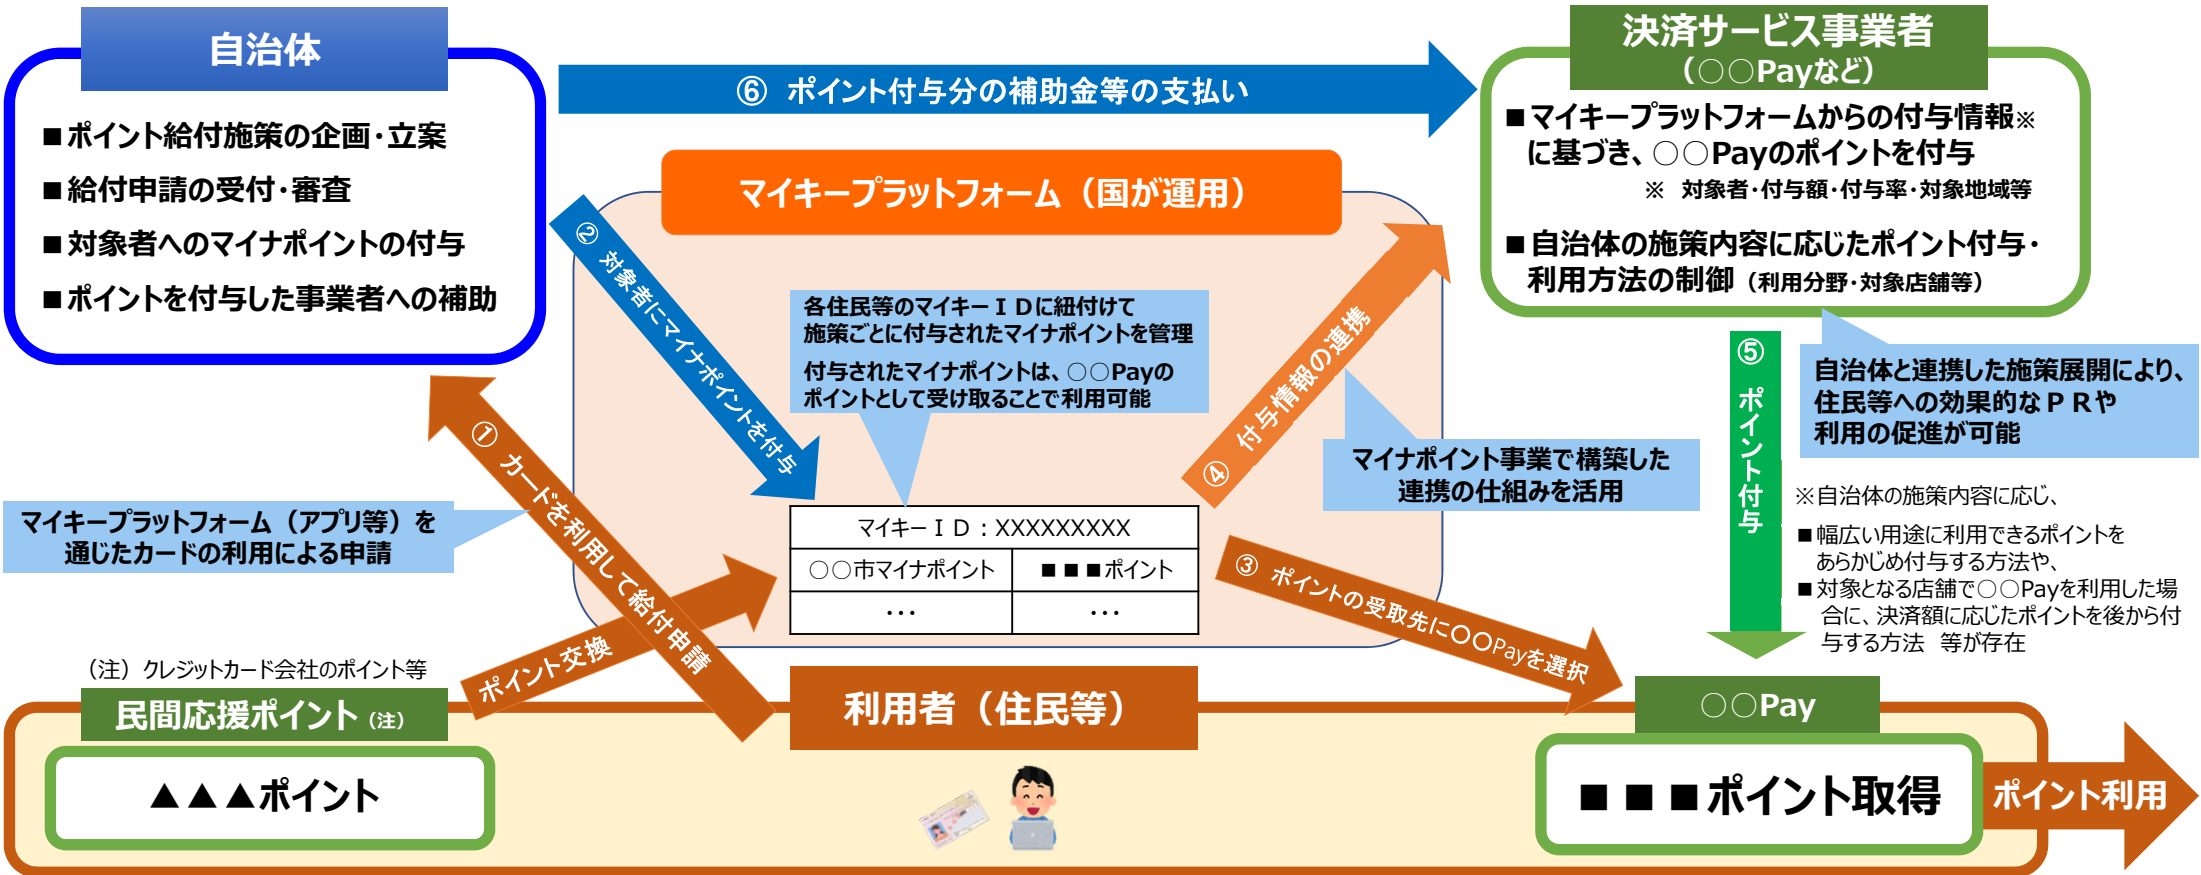 自治体
■ポイント給付施策の企画・立案
■給付申請の受付・審査
■対象者へのマイナポイントの付与
■ポイントを付与した事業者への補助
⑥ ポイント付与分の補助金等の支払い
決済サービス事業者
（○○Payなど）
■マイキープラットフォームからの付与情報※
に基づき、○○Payのポイントを付与
※ 対象者・付与額・付与率・対象地域等
■自治体の施策内容に応じたポイント付与・
利用方法の制御（利用分野・対象店舗等）
マイキープラットフォーム（国が運用）
② 対象者にマイナポイントを付与
各住民等のマイキーＩＤに紐付けて
施策ごとに付与されたマイナポイントを管理
付与されたマイナポイントは、○○Payの
ポイントとして受け取ることで利用可能
④ 付与情報の連携
マイナポイント事業で構築した
連携の仕組みを活用
⑤ ポイント付与
自治体と連携した施策展開により、
住民等への効果的なＰＲや
利用の促進が可能
※自治体の施策内容に応じ、
■幅広い用途に利用できるポイントを
あらかじめ付与する方法や、
■対象となる店舗で○○Payを利用した場
合に、決済額に応じたポイントを後から付
与する方法 等が存在
① カードを利用して給付申請
マイキープラットフォーム（アプリ等）を
通じたカードの利用による申請
マイキーＩＤ：XXXXXXXXX
○○市マイナポイント
■■■ポイント
･･･
･･･
③ ポイントの受取先に○○Payを選択
ポイント交換
（注）クレジットカード会社のポイント等
民間応援ポイント（注）
▲▲▲ポイント
利用者（住民等）
○○Pay
■■■ポイント取得
ポイント利用